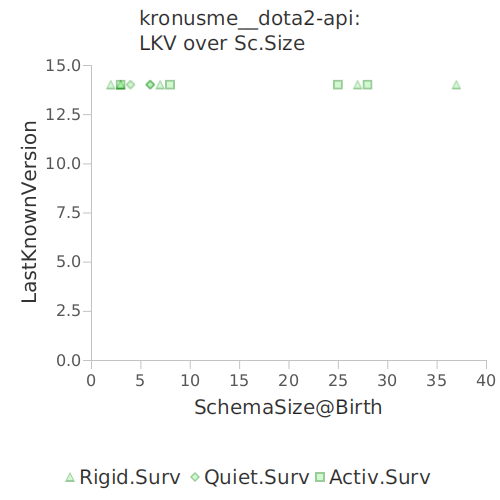 kronusme__dota2-api:
LKV over Sc.Size
15.0
12.5
10.0
7.5
5.0
2.5
0.0
LastKnownVersion
0 5 10 15 20 25 30 35 40
SchemaSize@Birth
Rigid.Surv Quiet.Surv Activ.Surv